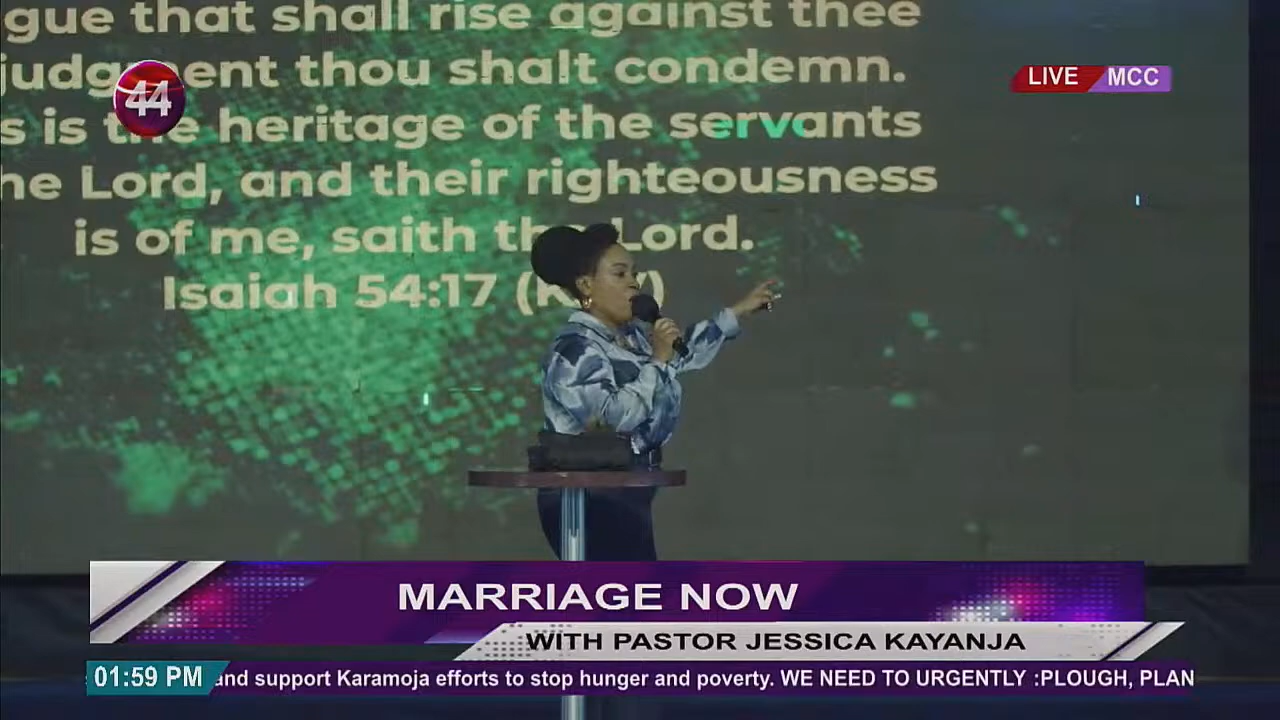 gue that shall rise against thee
judgment thou shalt condemn.
s is the heritage of the servants
he Lord, and their righteousness
is of me, saith the Lord.
Isaiah 54:17 (KJV)
44
LIVE MCC
MARRIAGE NOW
WITH PASTOR JESSICA KAYANJA
01:59 PM
and support Karamoja efforts to stop hunger and poverty. WE NEED TO URGENTLY :PLOUGH, PLAN